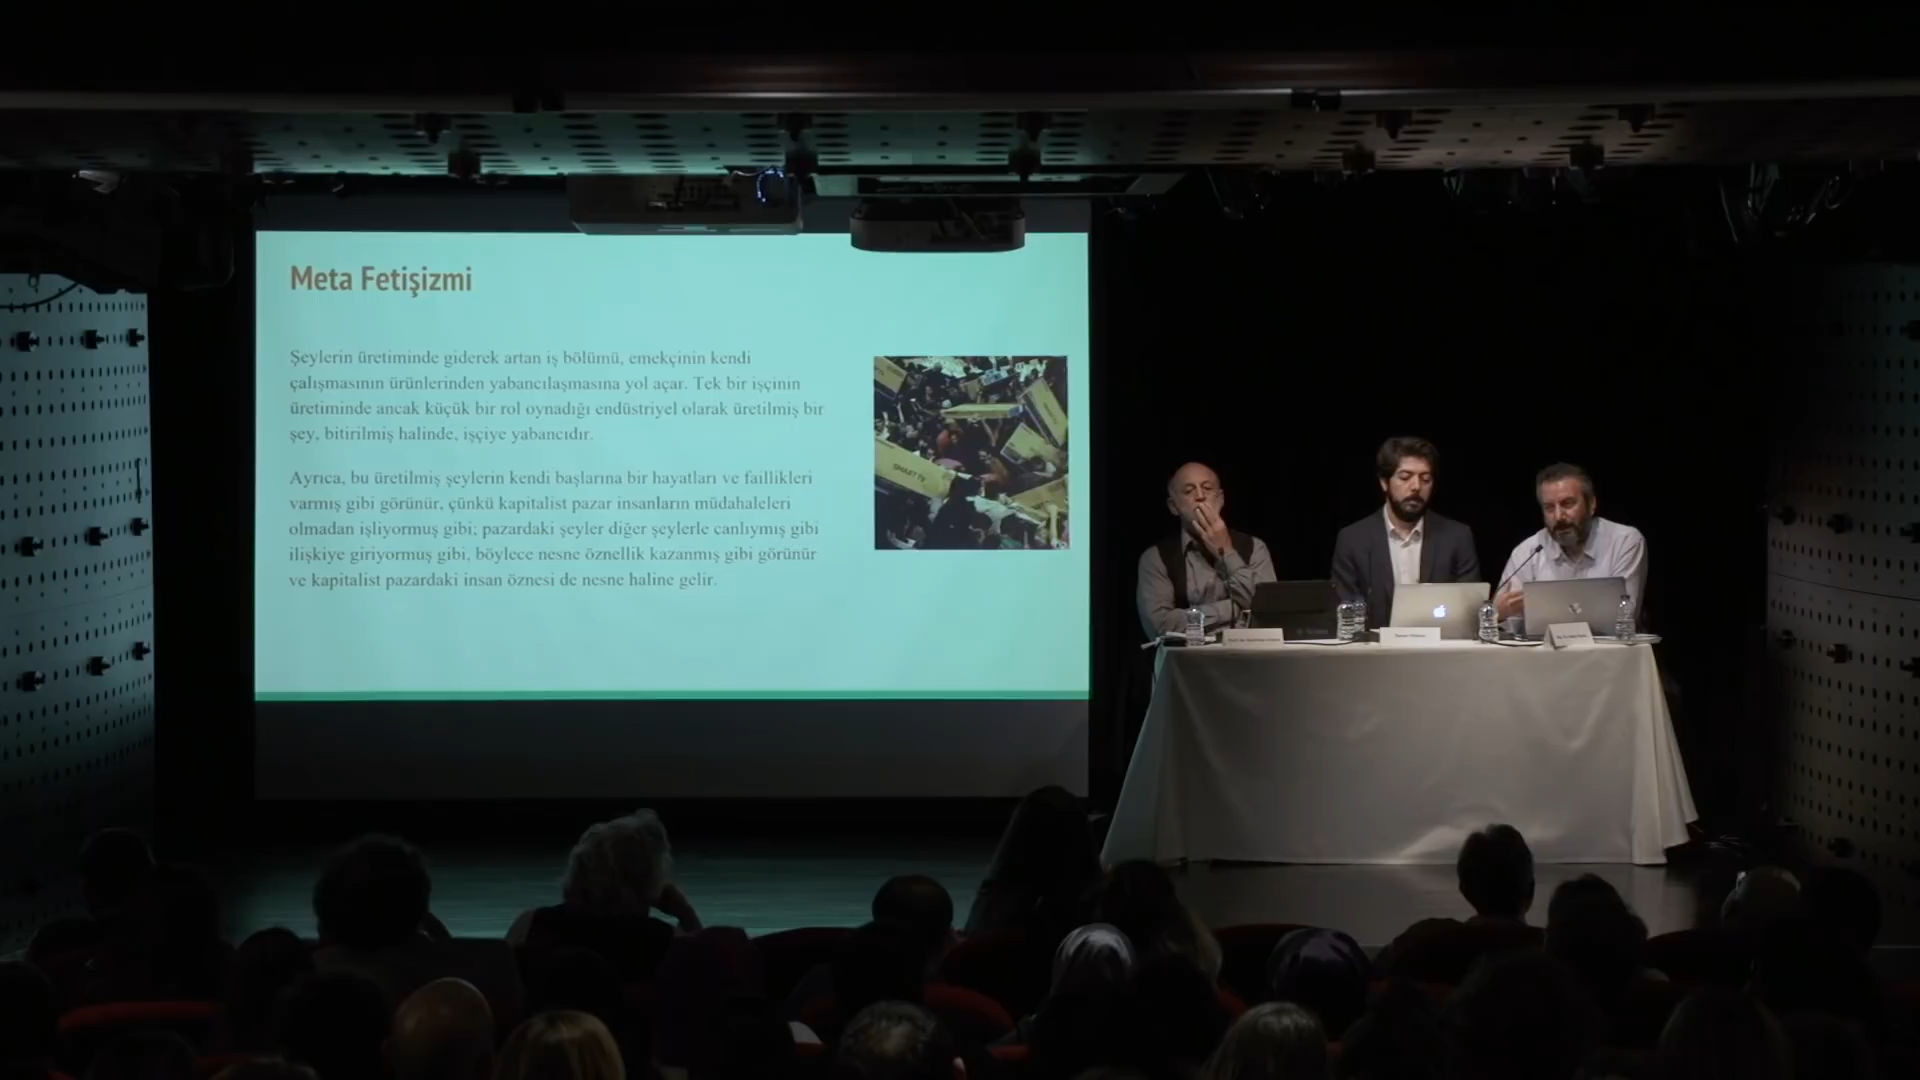 Meta Fetişizmi
Şeylerin üretiminde giderek artan iş bölümü, emekçinin kendi
çalışmasının ürünlerinden yabancılaşmasına yol açar. Tek bir işçinin
üretiminde ancak küçük bir rol oynadığı endüstriyel olarak üretilmiş bir
şey, bitirilmiş halinde, işçiye yabancıdır.
Ayrıca, bu üretilmiş şeylerin kendi başlarına bir hayatları ve faillikleri
varmış gibi görünür, çünkü kapitalist pazar insanların müdahaleleri
olmadan işliyormuş gibi; pazardaki şeyler diğer şeylerle canlıymış gibi
ilişkiye giriyormuş gibi, böylece nesne öznellik kazanmış gibi görünür
ve kapitalist pazardaki insan öznesi de nesne haline gelir.
SMART TV